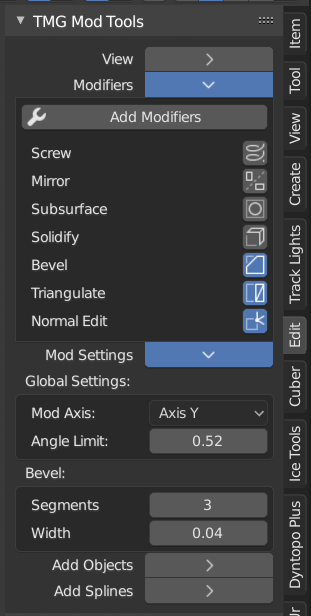 TMG Mod Tools
View
Modifiers
Add Modifiers
Screw
Mirror
Subsurface
Solidify
Bevel
Triangulate
Normal Edit
Mod Settings
Global Settings:
Mod Axis: Axis Y
Angle Limit: 0.52
Bevel:
Segments 3
Width 0.04
Add Objects
Add Splines
Item
Tool
View
Create
Track Lights
Edit
Cuber
Ice Tools
Dyntopo Plus